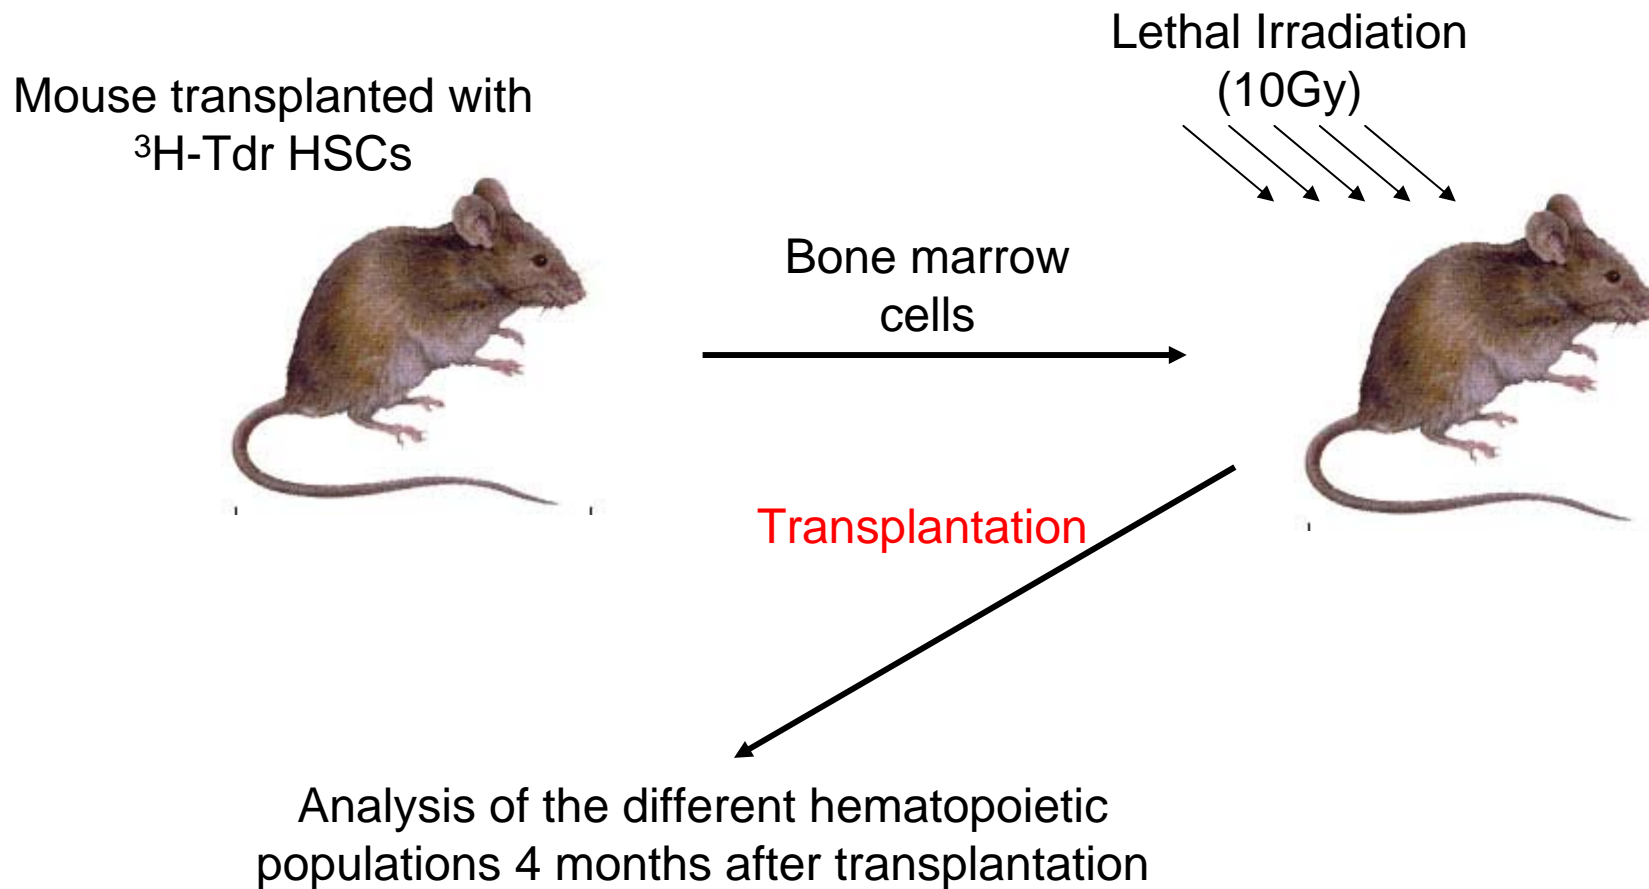 Lethal Irradiation
(10Gy)
Mouse transplanted with
³H-Tdr HSCs
Bone marrow
cells
Transplantation
Analysis of the different hematopoietic
populations 4 months after transplantation